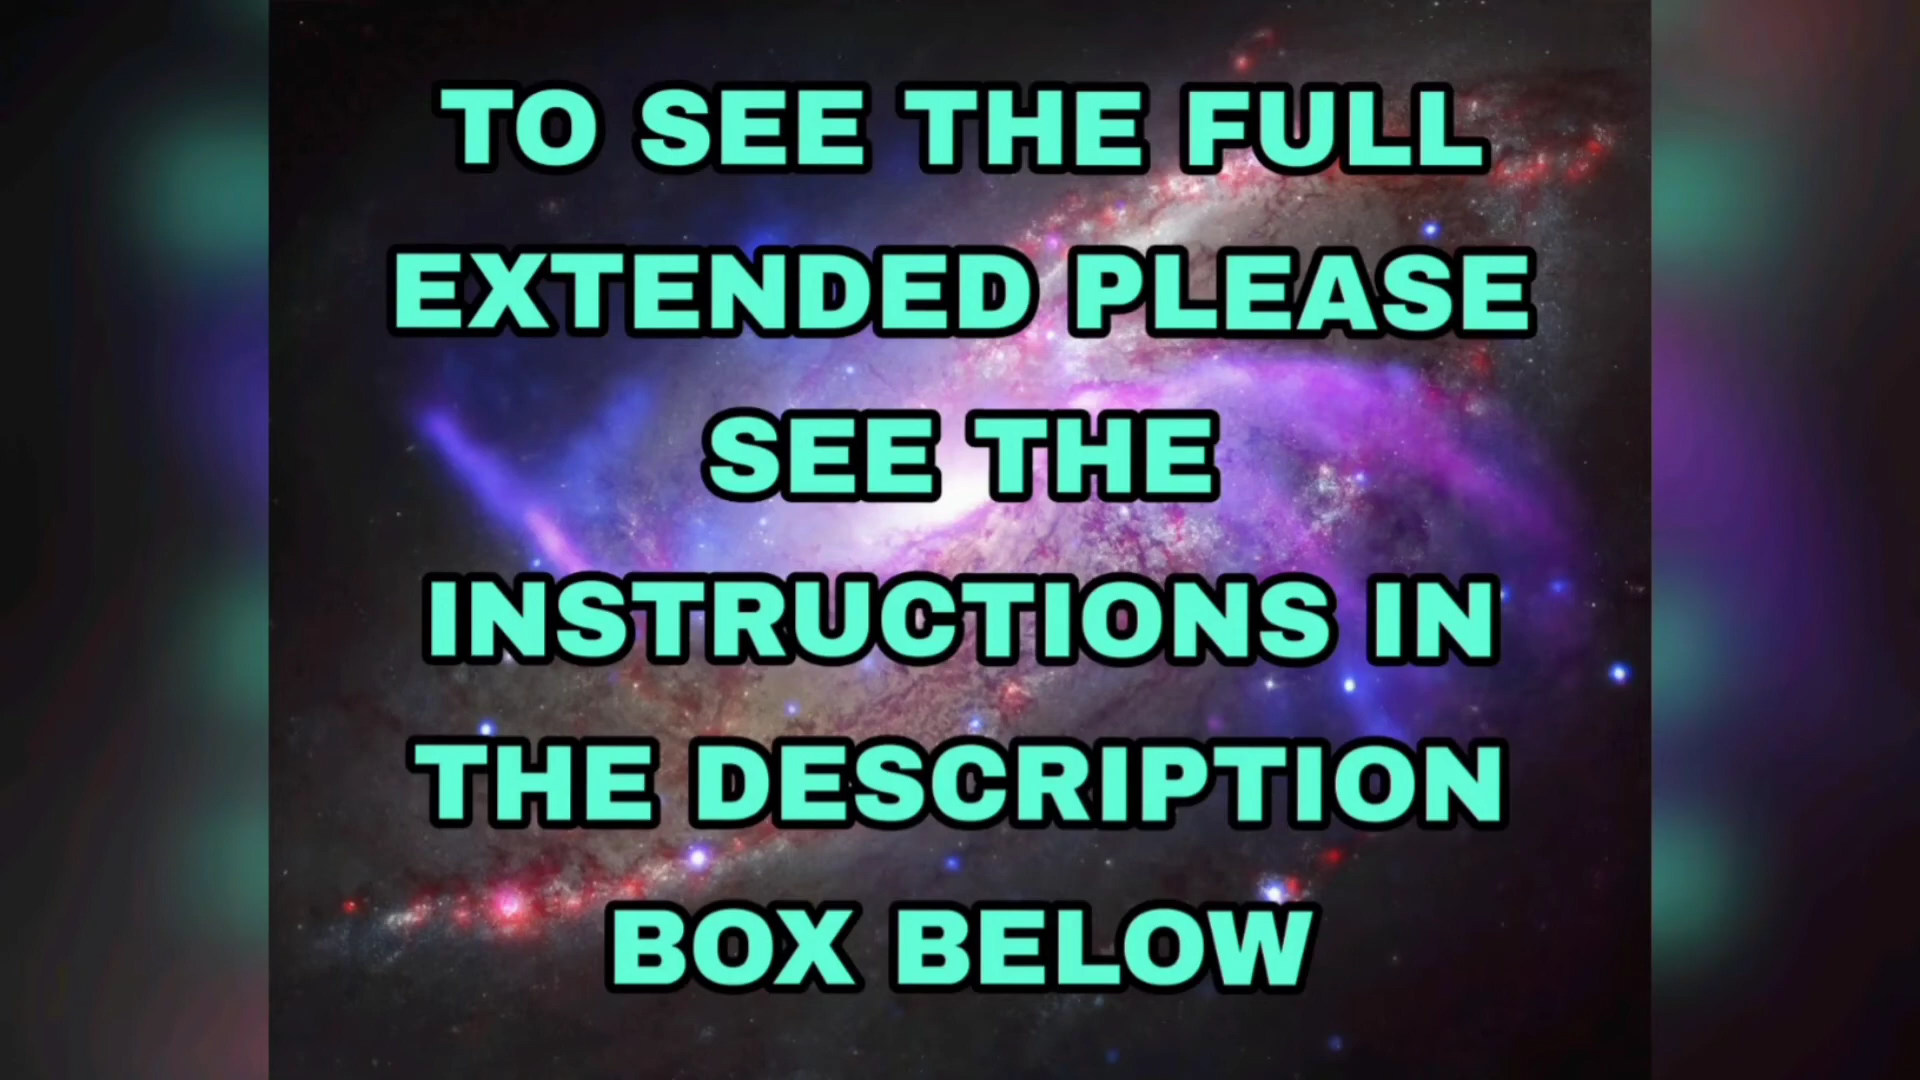 TO SEE THE FULL
EXTENDED PLEASE
SEE THE
INSTRUCTIONS IN
THE DESCRIPTION
BOX BELOW